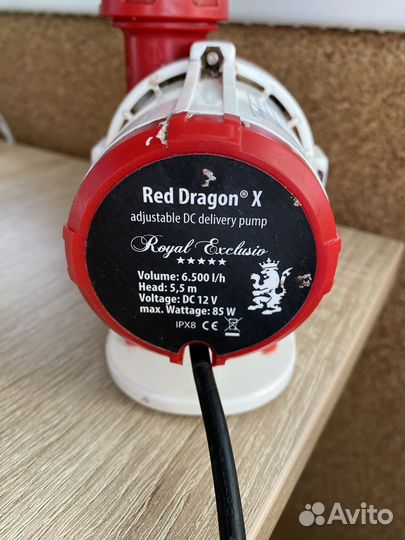 Red Dragon® X
adjustable DC delivery pump
Royal Exclusiv
★★★★★
Volume: 6.500 l/h
Head: 5,5 m
Voltage: DC 12 V
max. Wattage: 85 W
IPX8 CE
Avito